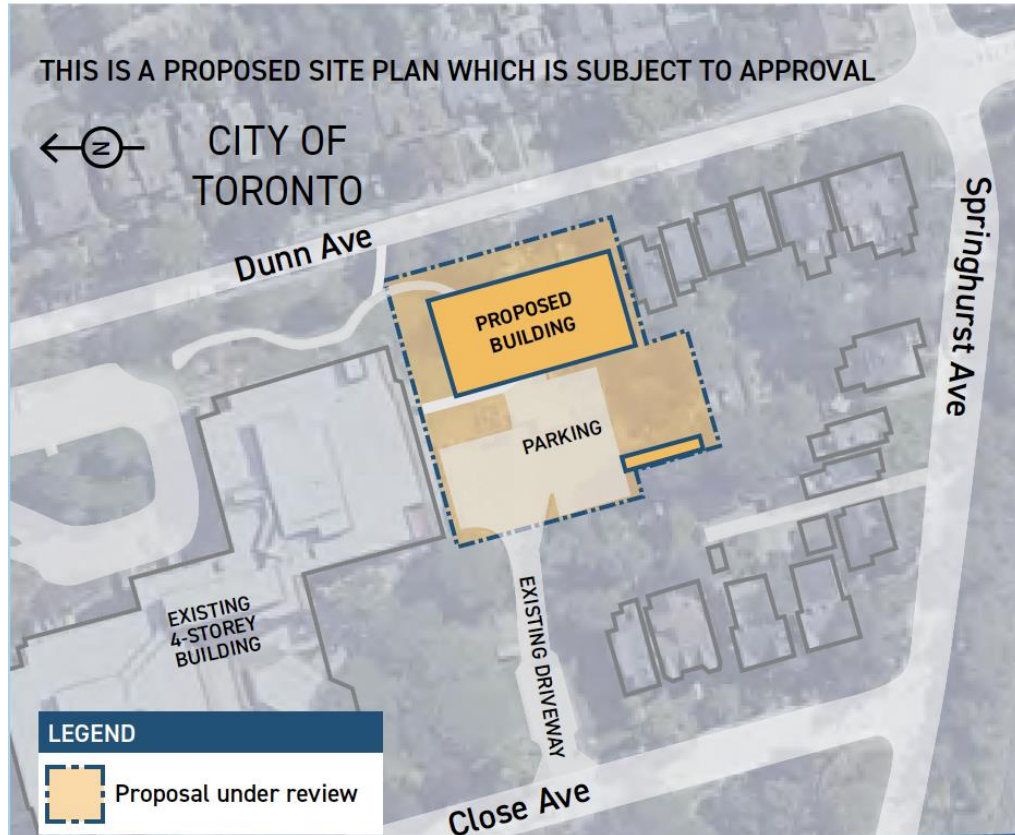 THIS IS A PROPOSED SITE PLAN WHICH IS SUBJECT TO APPROVAL
N
CITY OF
TORONTO
Dunn Ave
Springhurst Ave
PROPOSED
BUILDING
PARKING
EXISTING
4-STOREY
BUILDING
EXISTING DRIVEWAY
Close Ave
LEGEND
Proposal under review